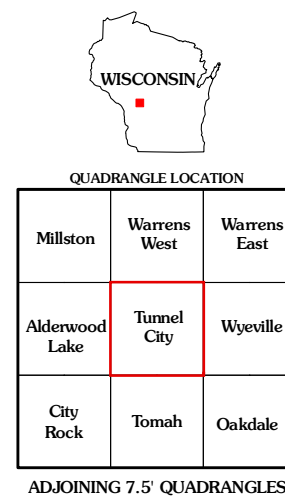 WISCONSIN
QUADRANGLE LOCATION
Millston
Warrens
West
Warrens
East
Alderwood
Lake
Tunnel
City
Wyeville
City
Rock
Tomah
Oakdale
ADJOINING 7.5' QUADRANGLES